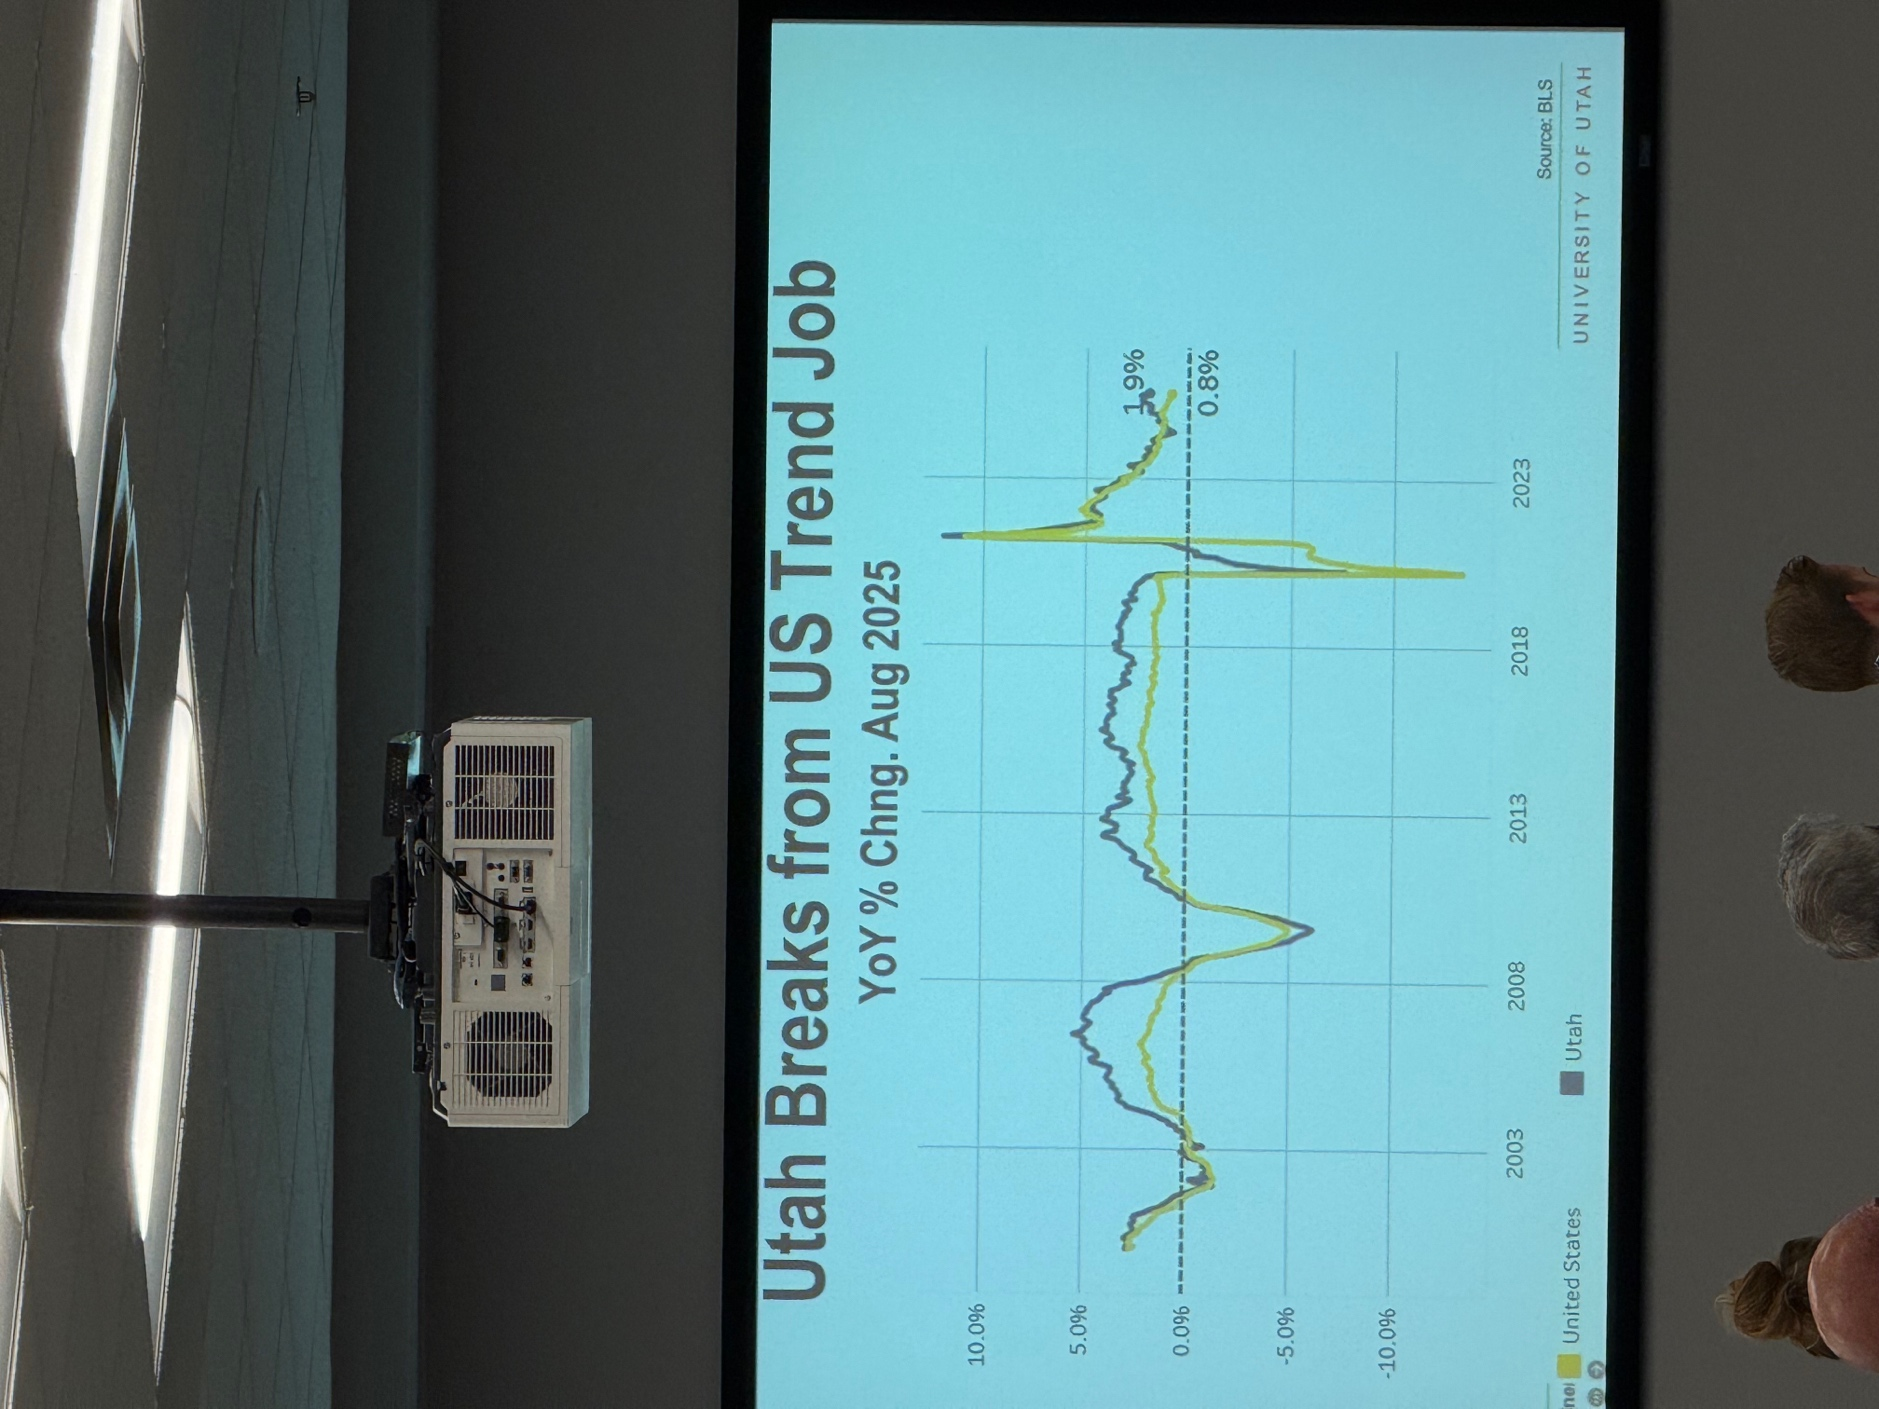 Utah Breaks from US Trend Job
YoY % Chng. Aug 2025
10.0%
5.0%
0.0%
-5.0%
-10.0%
1.9%
0.8%
2003
2008
2013
2018
2023
United States
Utah
Source: BLS
UNIVERSITY OF UTAH